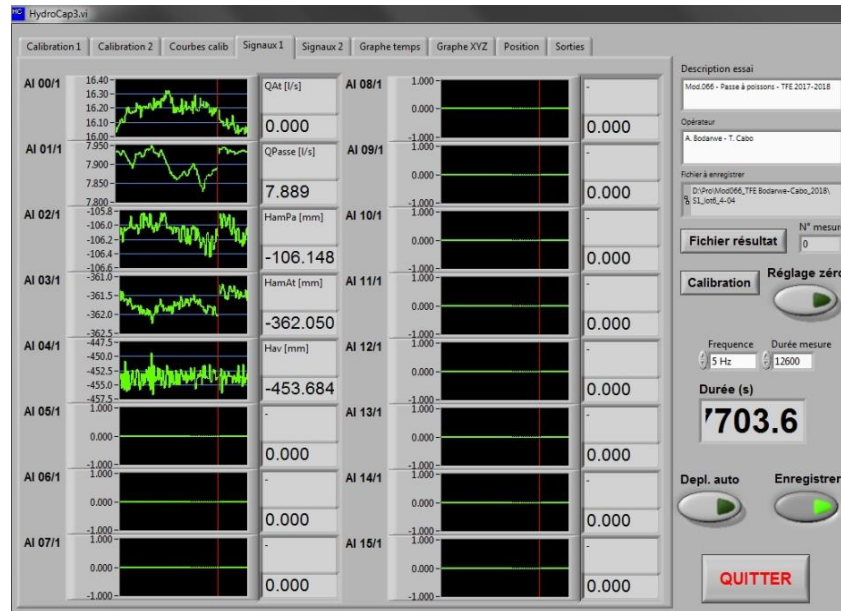 HC HydroCap3.vi
Calibration 1 Calibration 2 Courbes calib Signaux 1 Signaux 2 Graphe temps Graphe XYZ Position Sorties
AI 00/1
16.40
16.30
16.20
16.10
16.00
QAt [l/s]
0.000
AI 01/1
7.950
7.900
7.850
7.800
QPasse [l/s]
7.889
AI 02/1
-105.8
-106.0
-106.2
-106.4
-106.6
HamPa [mm]
-106.148
AI 03/1
-361.0
-361.5
-362.0
-362.5
HamAt [mm]
-362.050
AI 04/1
-447.5
-450.0
-452.5
-455.0
-457.5
Hav [mm]
-453.684
AI 05/1
1.000
0.000
-1.000
-
0.000
AI 06/1
1.000
0.000
-1.000
-
0.000
AI 07/1
1.000
0.000
-1.000
-
0.000
AI 08/1
1.000
0.000
-1.000
-
0.000
AI 09/1
1.000
0.000
-1.000
-
0.000
AI 10/1
1.000
0.000
-1.000
-
0.000
AI 11/1
1.000
0.000
-1.000
-
0.000
AI 12/1
1.000
0.000
-1.000
-
0.000
AI 13/1
1.000
0.000
-1.000
-
0.000
AI 14/1
1.000
0.000
-1.000
-
0.000
AI 15/1
1.000
0.000
-1.000
-
0.000
Description essai
Mod.066 - Passe à poissons - TFE 2017-2018
Opérateur
A. Bodarwe - T. Cabo
Fichier à enregistrer
D:\Pro\Mod066_TFE Bodarwe-Cabo_2018\
S1_iot6_4-04
Fichier résultat
N° mesure
0
Calibration
Réglage zéro
Frequence
5 Hz
Durée mesure
12600
Durée (s)
703.6
Depl. auto
Enregistrer
QUITTER